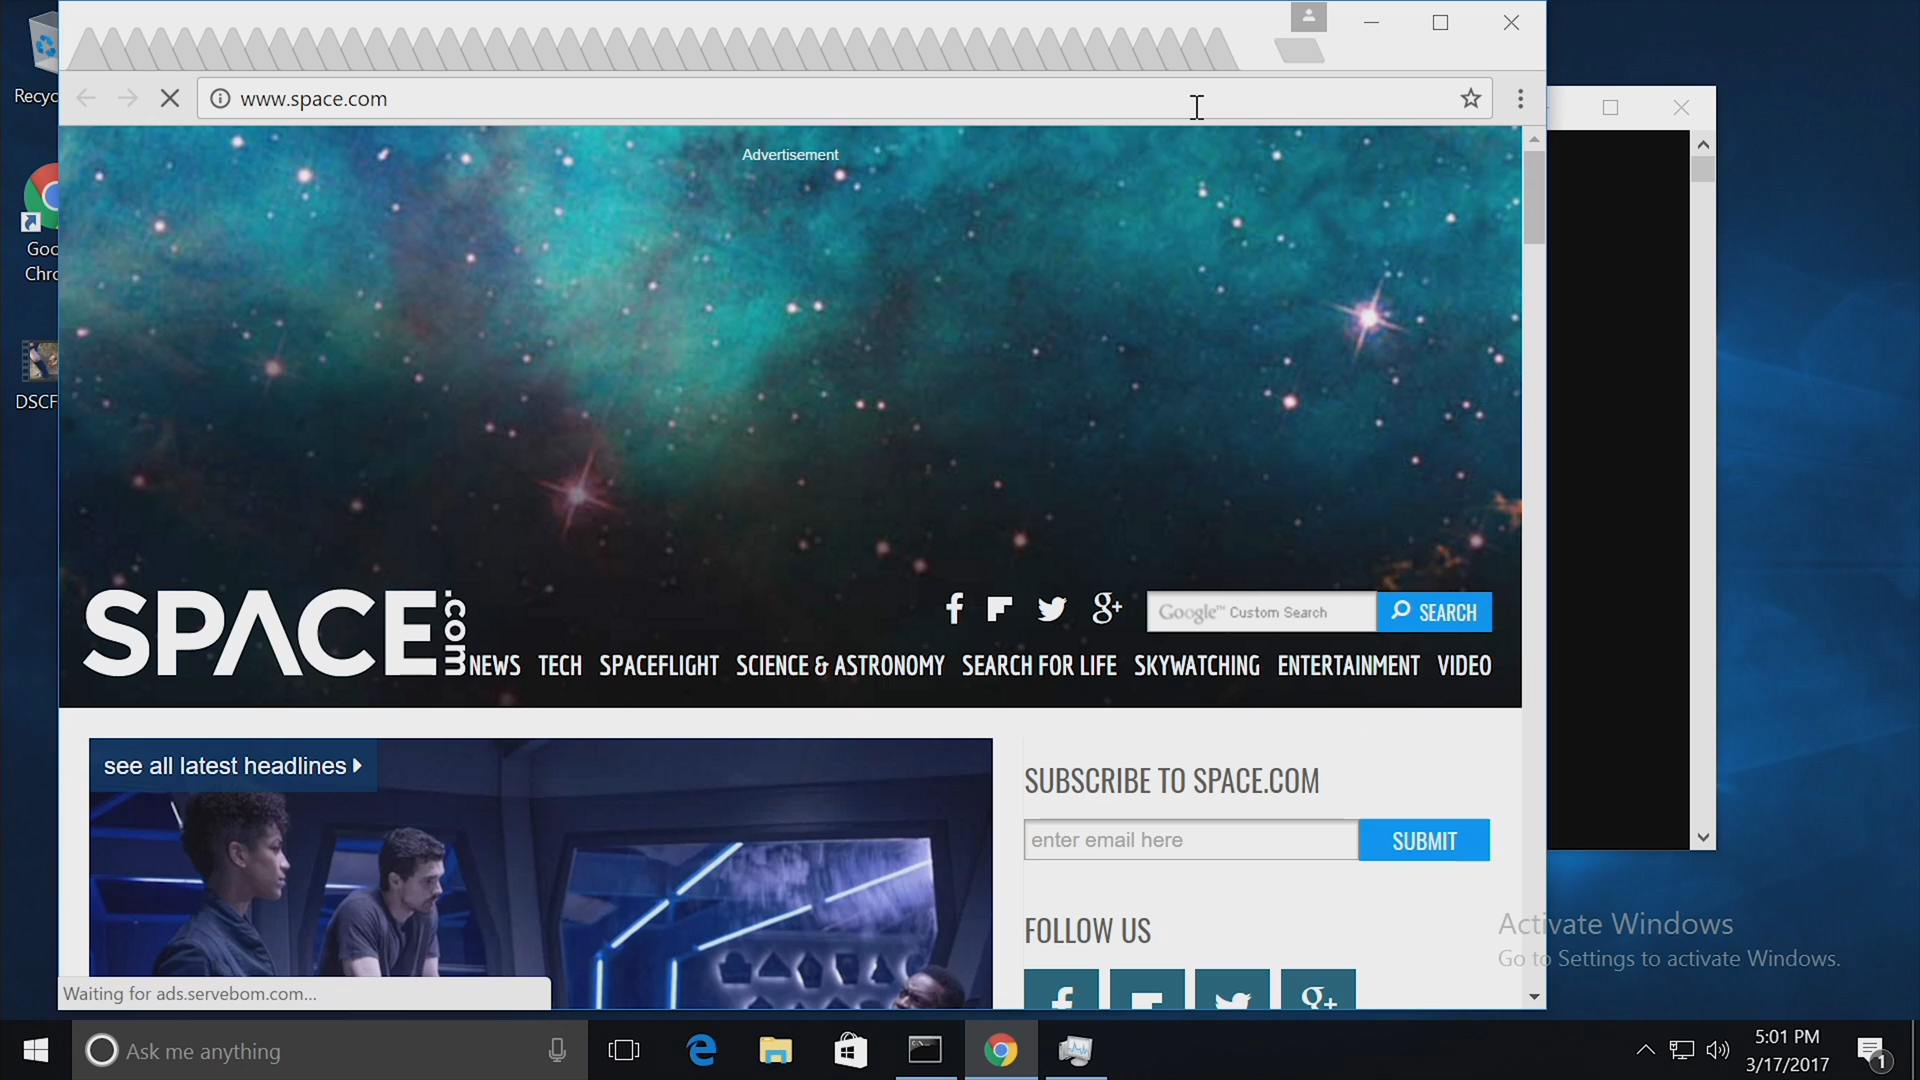 www.space.com
Recyc
Advertisement
Goo
Chro
DSCF
SPACE.com
Google™ Custom Search
SEARCH
NEWS TECH SPACEFLIGHT SCIENCE & ASTRONOMY SEARCH FOR LIFE SKYWATCHING ENTERTAINMENT VIDEO
see all latest headlines
SUBSCRIBE TO SPACE.COM
enter email here
SUBMIT
FOLLOW US
Activate Windows
Go to Settings to activate Windows.
Waiting for ads.servebom.com...
Ask me anything
5:01 PM
3/17/2017
1